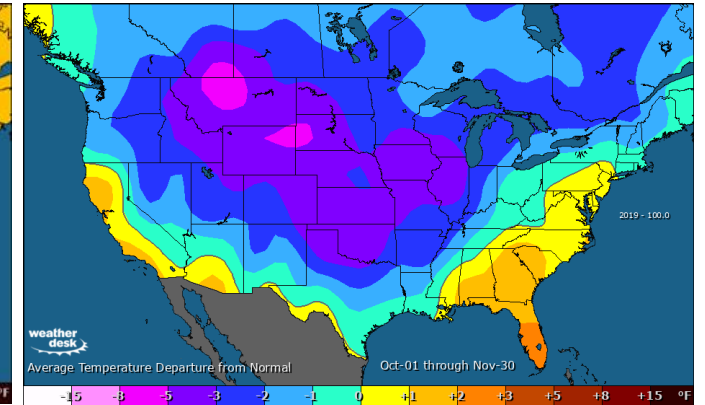 2019 - 100.0
weather
desk
Average Temperature Departure from Normal
Oct-01 through Nov-30
°F
-15 -8 -5 -3 -2 -1 0 +1 +2 +3 +5 +8 +15 °F